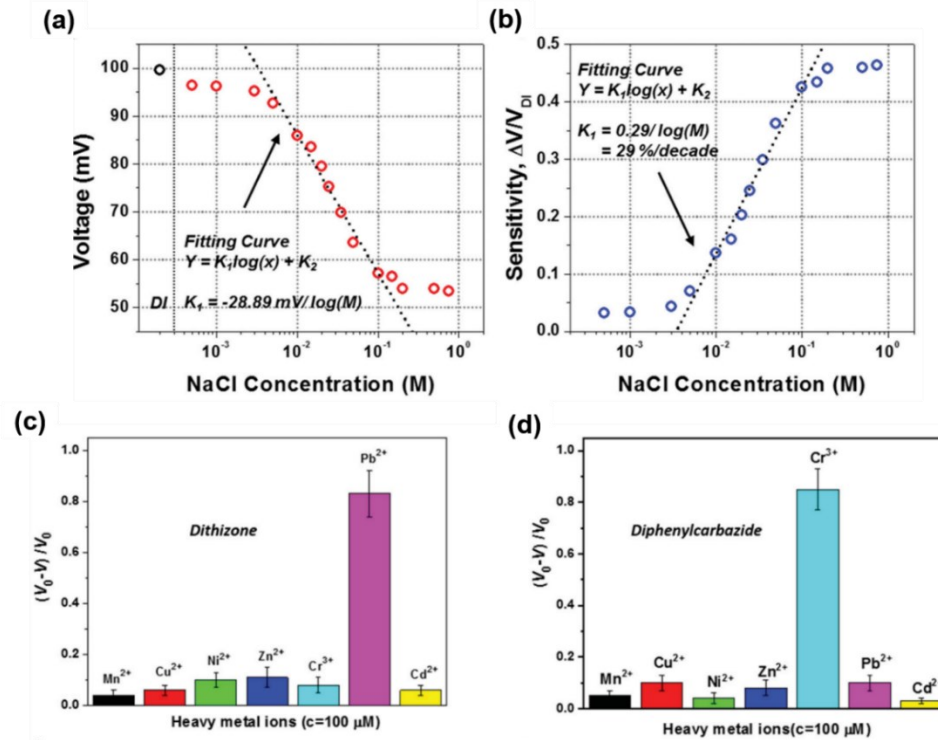 (a)
Voltage (mV)
100
90
80
70
60
50
Fitting Curve
Y = K₁log(x) + K₂
DI
K₁ = -28.89 mV/log(M)
10⁻³
10⁻²
10⁻¹
10⁰
NaCl Concentration (M)
(b)
Sensitivity, ΔV/V_DI
0.5
0.4
0.3
0.2
0.1
0.0
Fitting Curve
Y = K₁log(x) + K₂
K₁ = 0.29/ log(M)
= 29 %/decade
10⁻³
10⁻²
10⁻¹
10⁰
NaCl Concentration (M)
(c)
(V₀-V) /V₀
1.0
0.8
0.6
0.4
0.2
0.0
Dithizone
Mn²⁺
Cu²⁺
Ni²⁺
Zn²⁺
Cr³⁺
Pb²⁺
Cd²⁺
Heavy metal ions (c=100 μM)
(d)
(V₀-V) /V₀
1.0
0.8
0.6
0.4
0.2
0.0
Diphenylcarbazide
Mn²⁺
Cu²⁺
Ni²⁺
Zn²⁺
Cr³⁺
Pb²⁺
Cd²
Heavy metal ions(c=100 μM)